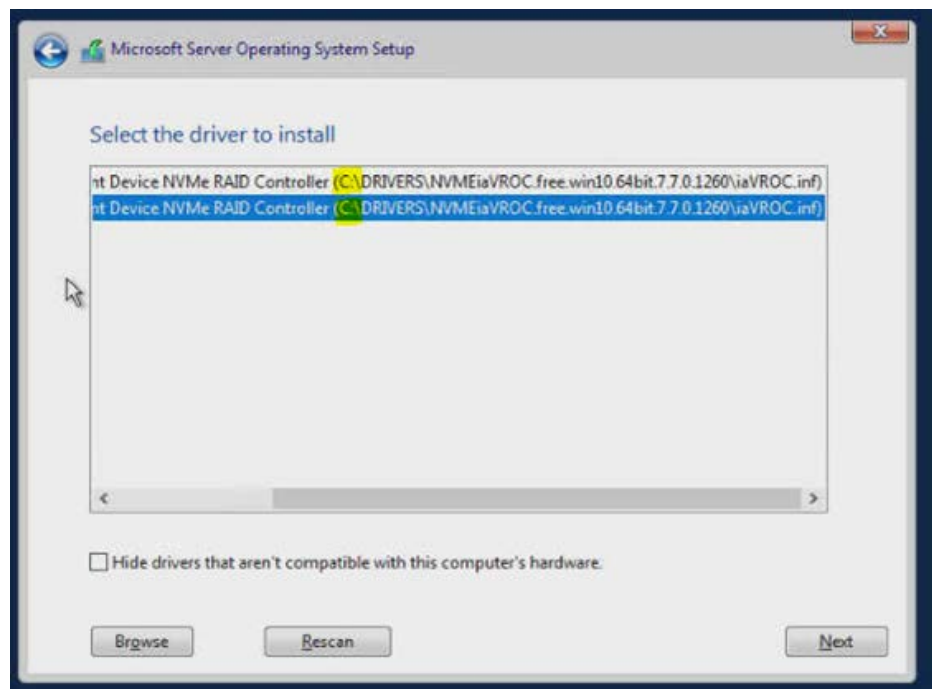 Microsoft Server Operating System Setup
Select the driver to install
nt Device NVMe RAID Controller (C:\DRIVERS\NVMEiaVROC.free.win10.64bit.7.7.0.1260\iaVROC.inf)
nt Device NVMe RAID Controller (C:\DRIVERS\NVMEiaVROC.free.win10.64bit.7.7.0.1260\iaVROC.inf)
Hide drivers that aren't compatible with this computer's hardware.
Browse Rescan Next